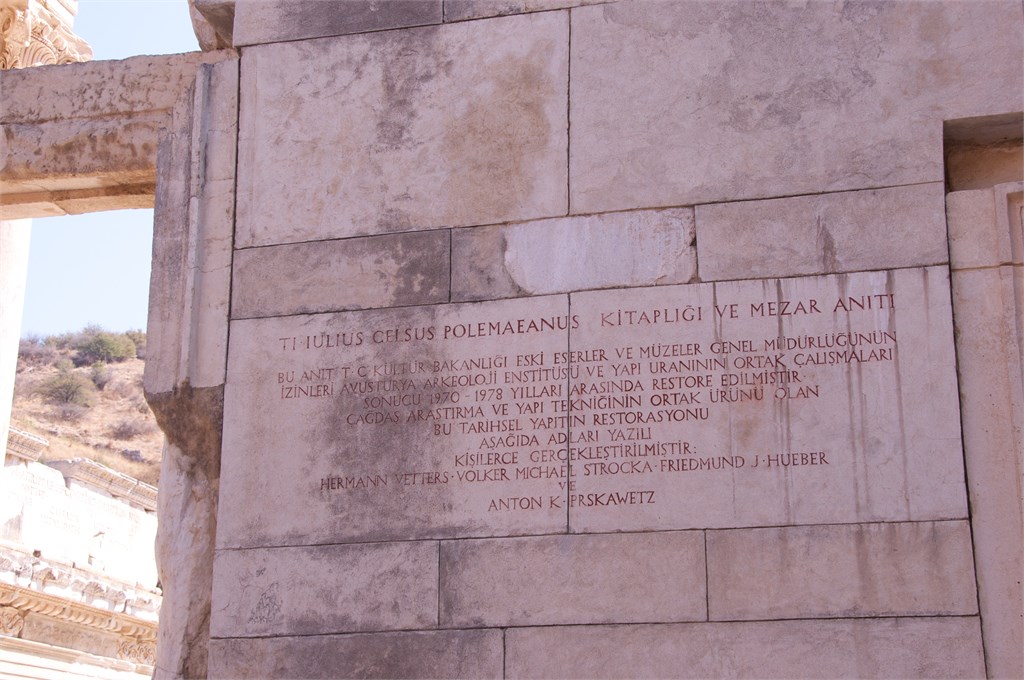 TI IULIUS CELSUS POLEMAEANUS KİTAPLIĞI VE MEZAR ANITI
BU ANIT T·C KÜLTÜR BAKANLIĞI ESKİ ESERLER VE MÜZELER GENEL MÜDÜRLÜĞÜNÜN
İZİNLERİ AVUSTURYA ARKEOLOJİ ENSTİTÜSÜ VE YAPI URANININ ORTAK ÇALIŞMALARI
SONUCU 1970 - 1978 YILLARI ARASINDA RESTORE EDİLMİŞTİR
ÇAĞDAŞ ARAŞTIRMA VE YAPI TEKNİĞİNİN ORTAK ÜRÜNÜ OLAN
BU TARİHSEL YAPITIN RESTORASYONU
AŞAĞIDA ADLARI YAZILI
KİŞİLERCE GERÇEKLEŞTİRİLMİŞTİR:
HERMANN VETTERS · VOLKER MICHAEL STROCKA · FRIEDMUND J · HUEBER
VE
ANTON K · PRSKAWETZ